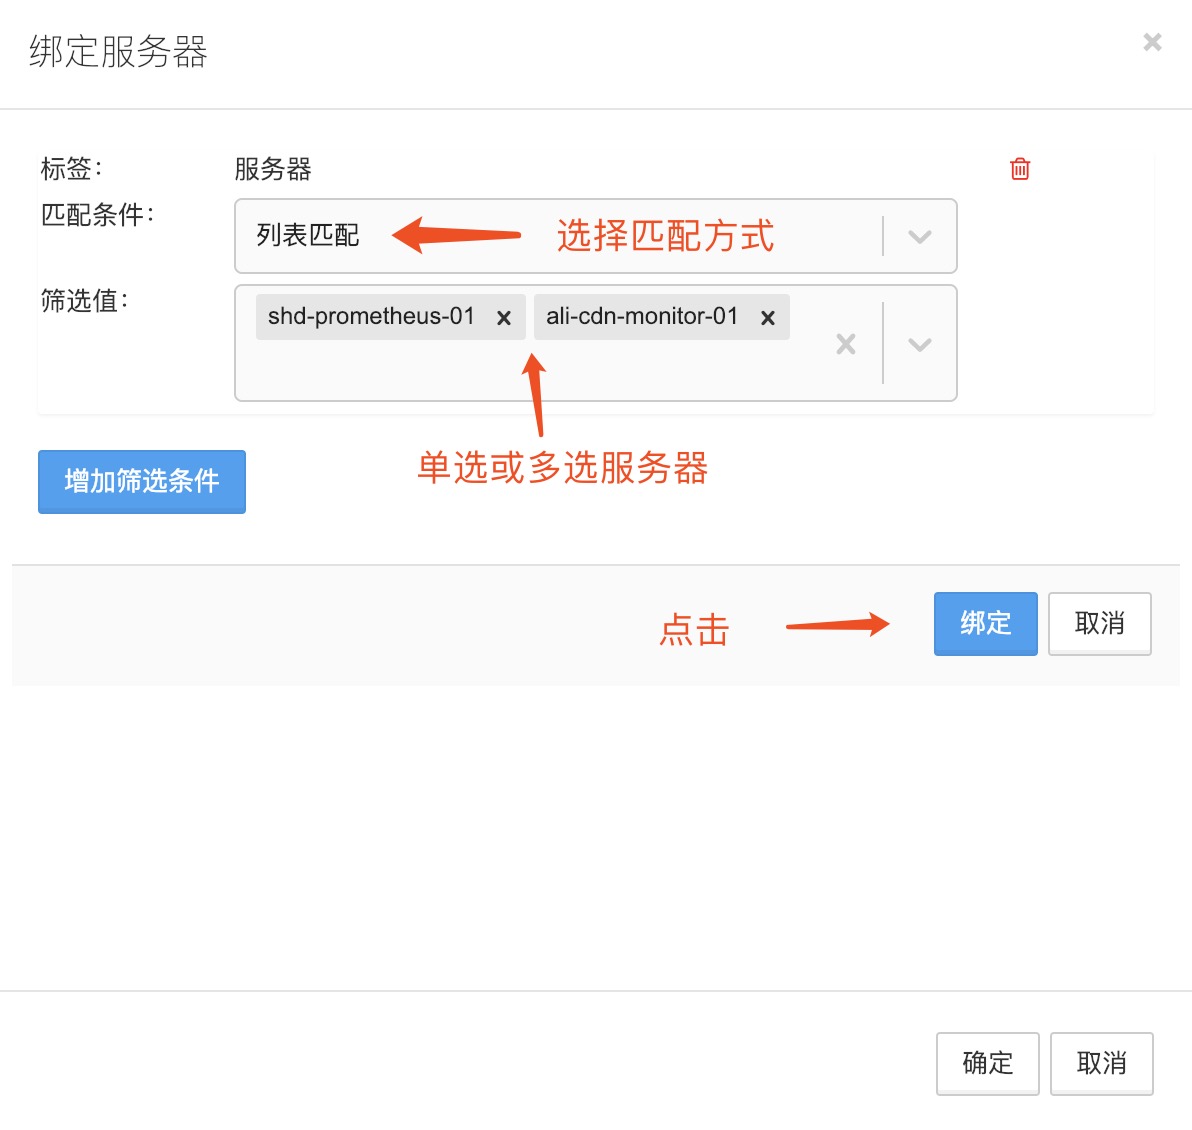 绑定服务器
标签：
服务器
匹配条件：
列表匹配
选择匹配方式
筛选值：
shd-prometheus-01
ali-cdn-monitor-01
单选或多选服务器
增加筛选条件
点击
绑定
取消
确定
取消